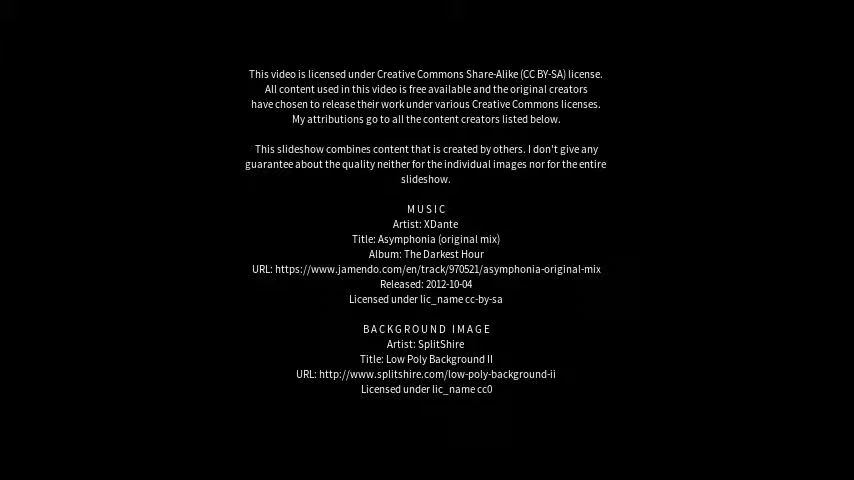 This video is licensed under Creative Commons Share-Alike (CC BY-SA) license.
All content used in this video is free available and the original creators
have chosen to release their work under various Creative Commons licenses.
My attributions go to all the content creators listed below.
This slideshow combines content that is created by others. I don't give any
guarantee about the quality neither for the individual images nor for the entire
slideshow.
MUSIC
Artist: XDante
Title: Asymphonia (original mix)
Album: The Darkest Hour
URL: https://www.jamendo.com/en/track/970521/asymphonia-original-mix
Released: 2012-10-04
Licensed under lic_name cc-by-sa
BACKGROUND IMAGE
Artist: SplitShire
Title: Low Poly Background II
URL: http://www.splitshire.com/low-poly-background-ii
Licensed under lic_name cc0